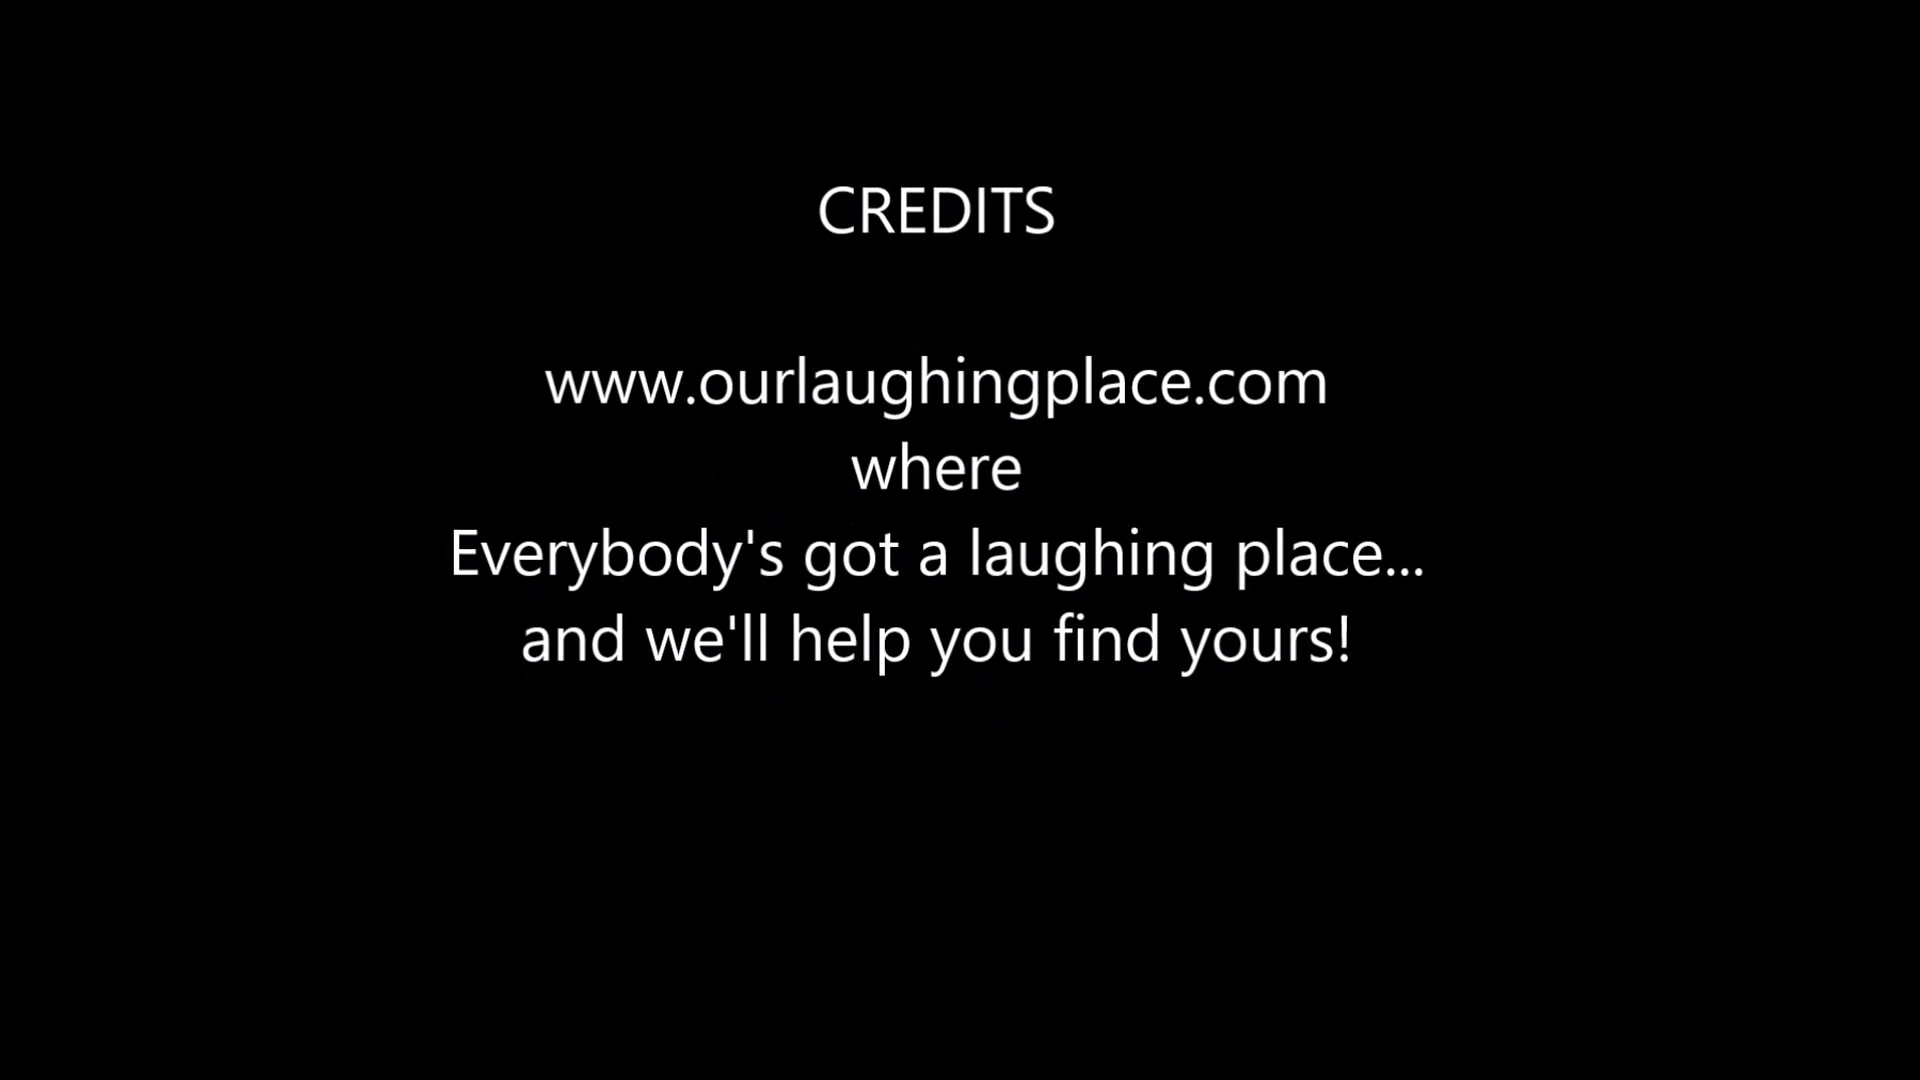 CREDITS
www.ourlaughingplace.com
where
Everybody's got a laughing place...
and we'll help you find yours!